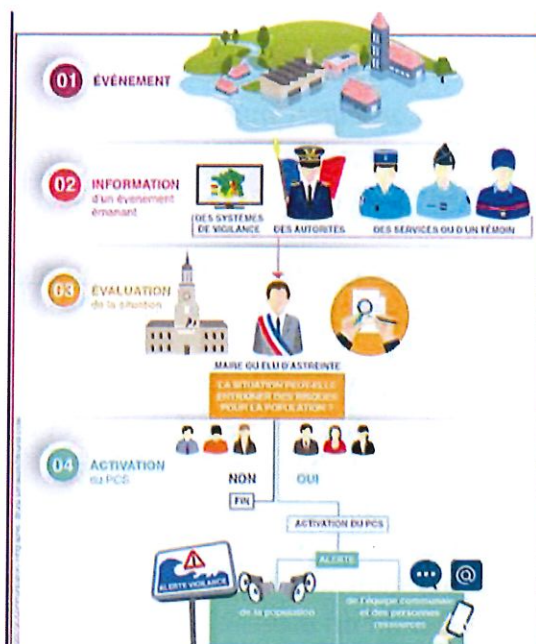 01 ÉVÉNEMENT
02 INFORMATION
d'un événement
émanant
DES SYSTÈMES
DE VIGILANCE
DES AUTORITÉS
DES SERVICES OU D'UN TÉMOIN
03 ÉVALUATION
de la situation
MAIRE OU ÉLU D'ASTREINTE
LA SITUATION PEUT-ELLE
ENTRAÎNER DES RISQUES
POUR LA POPULATION ?
04 ACTIVATION
du PCS
NON
OUI
FIN
ACTIVATION DU PCS
ALERTE
ALERTE VIGILANCE
de la population
de l'équipe communale
et des personnes
ressources